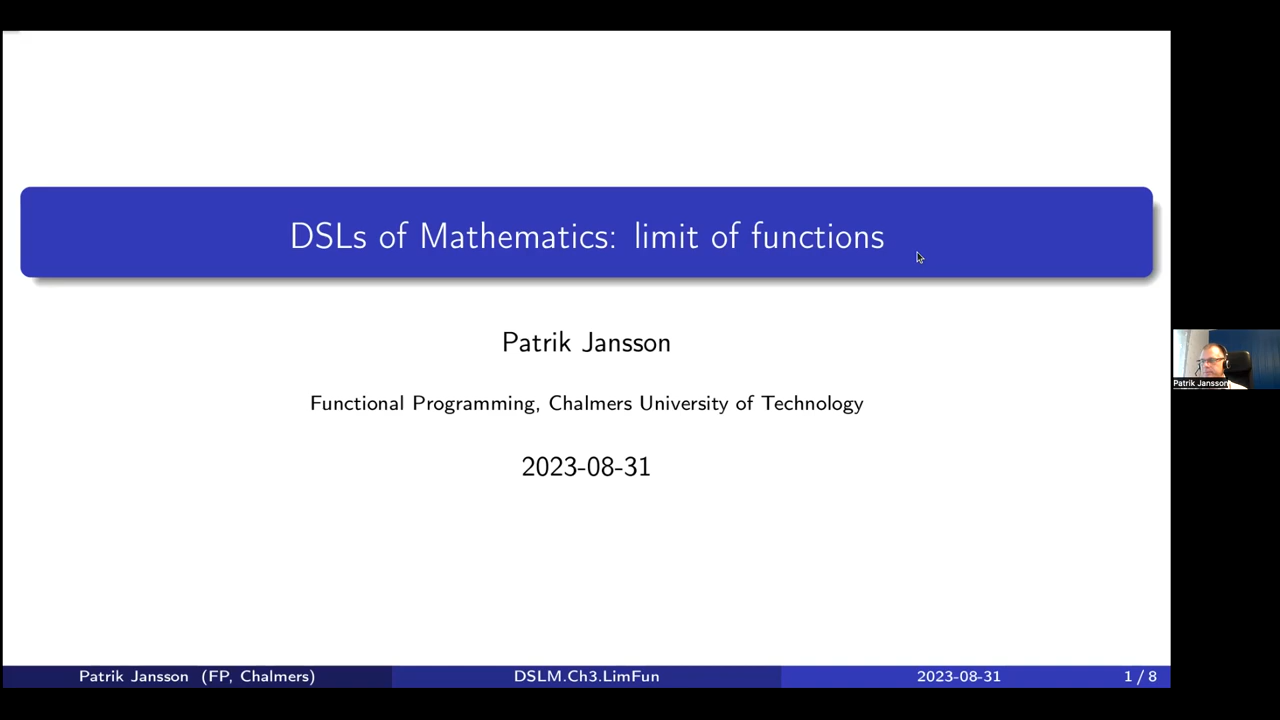 DSLs of Mathematics: limit of functions
Patrik Jansson
Functional Programming, Chalmers University of Technology
2023-08-31
Patrik Jansson
Patrik Jansson (FP, Chalmers) DSLM.Ch3.LimFun 2023-08-31 1 / 8